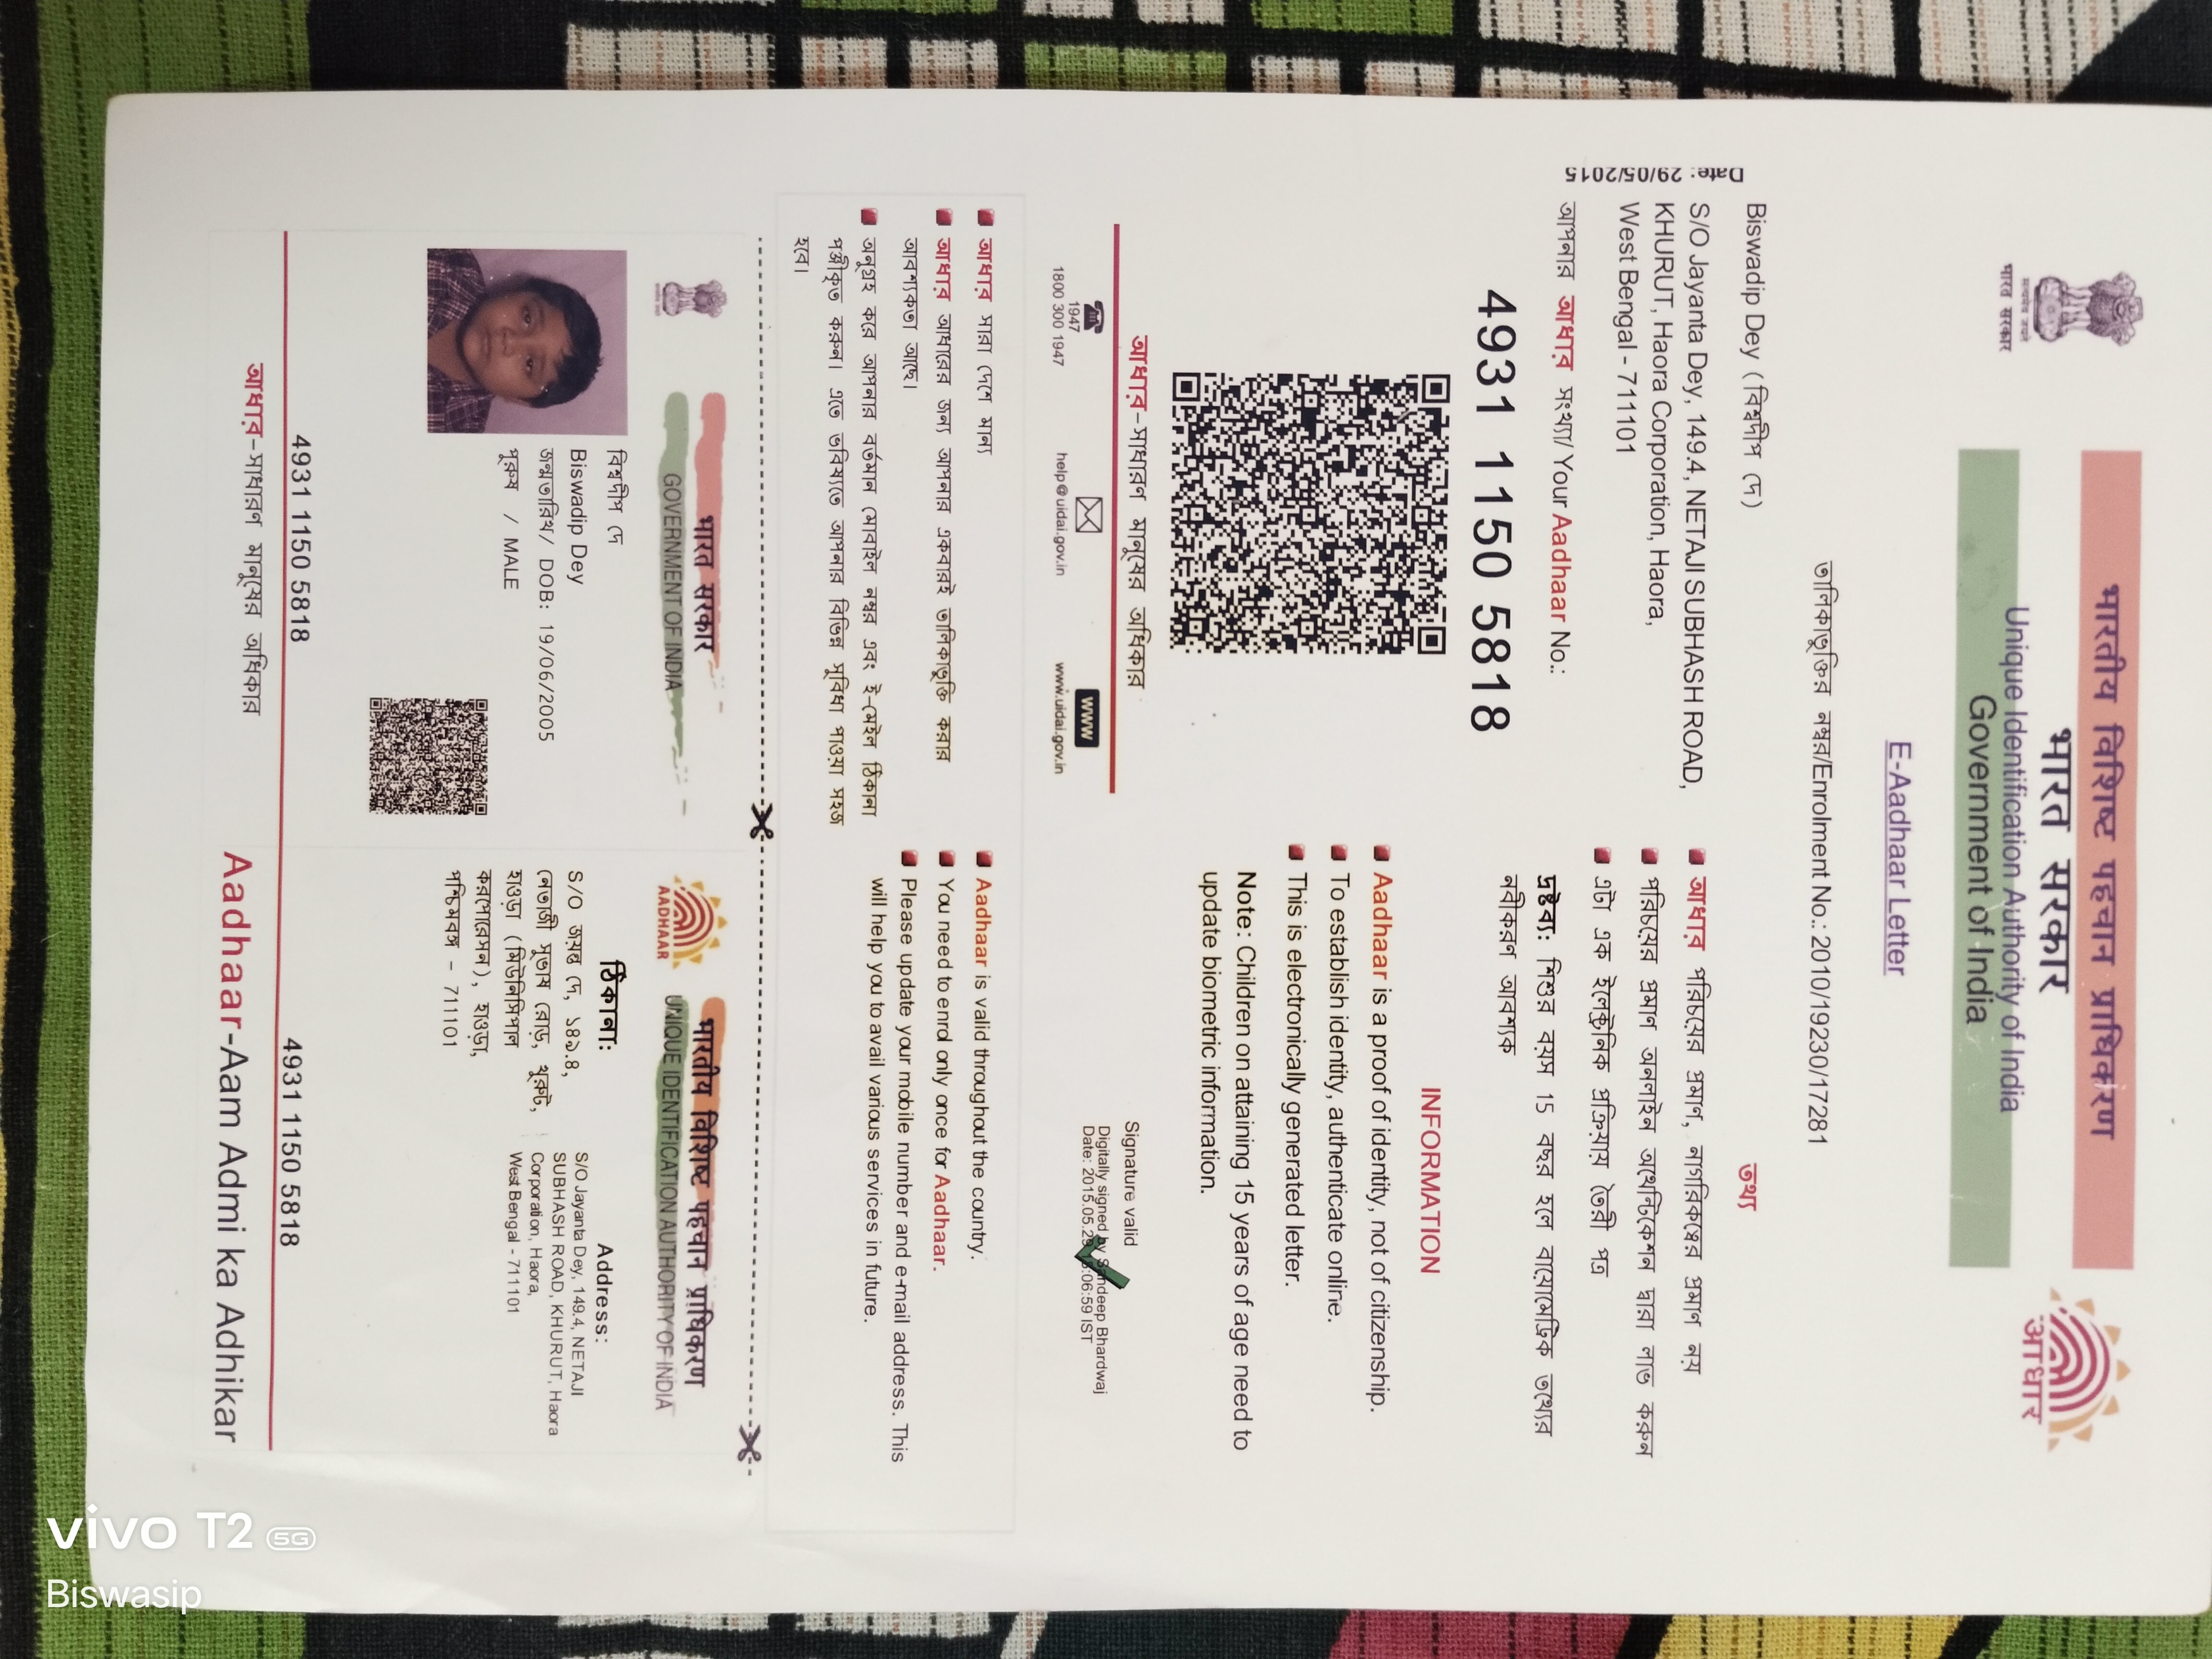 भारतीय विशिष्ट पहचान प्राधिकरण
भारत सरकार
Unique Identification Authority of India
Government of India
सत्यमेव जयते
भारत सरकार
आधार
E-Aadhaar Letter
তালিকাভুক্তির নম্বর/Enrolment No.: 2010/19230/17281
Date: 29/05/2015
Biswadip Dey (বিশ্বদীপ দে)
S/O Jayanta Dey, 149.4, NETAJI SUBHASH ROAD,
KHURUT, Haora Corporation, Haora,
West Bengal - 711101
আপনার আধার সংখ্যা/ Your Aadhaar No.:
4931 1150 5818
আধার-সাধারণ মানুষের অধিকার
1947
1800 300 1947
help@uidai.gov.in
WWW
www.uidai.gov.in
তথ্য
আধার পরিচয়ের প্রমাণ, নাগরিকত্বের প্রমাণ নয়
পরিচয়ের প্রমাণ অনলাইন অথেন্টিকেশন দ্বারা লাভ করুন
এটা এক ইলেক্ট্রনিক প্রক্রিয়ায় তৈরী পত্র
দ্রষ্টব্য: শিশুর বয়স 15 বছর হলে বায়োমেট্রিক তথ্যের
নবীকরণ আবশ্যক
INFORMATION
Aadhaar is a proof of identity, not of citizenship.
To establish identity, authenticate online.
This is electronically generated letter.
Note: Children on attaining 15 years of age need to
update biometric information.
Signature valid
Digitally signed by Sandeep Bhardwaj
Date: 2015.05.29 :06:59 IST
আধার সারা দেশে মান্য
আধার আধারের জন্য আপনার একবারই তালিকাভুক্তি করার
আবশ্যকতা আছে।
অনুগ্রহ করে আপনার বর্তমান মোবাইল নম্বর এবং ই-মেইল ঠিকানা
পঞ্জীকৃত করুন। এতে ভবিষ্যতে আপনার বিভিন্ন সুবিধা পাওয়া সহজ
হবে।
Aadhaar is valid throughout the country.
You need to enrol only once for Aadhaar.
Please update your mobile number and e-mail address. This
will help you to avail various services in future.
भारत सरकार
GOVERNMENT OF INDIA
বিশ্বদীপ দে
Biswadip Dey
জন্মতারিখ/ DOB: 19/06/2005
পুরুষ / MALE
4931 1150 5818
আধার-সাধারণ মানুষের অধিকার
AADHAAR
भारतीय विशिष्ट पहचान प्राधिकरण
UNIQUE IDENTIFICATION AUTHORITY OF INDIA
ঠিকানা:
S/O জয়ন্ত দে, ১৪৯.৪,
নেতাজী সুভাষ রোড, খুরুট,
হাওড়া (মিউনিসিপাল
করপোরেসন), হাওড়া,
পশ্চিমবঙ্গ - 711101
Address:
S/O Jayanta Dey, 149.4, NETAJI
SUBHASH ROAD, KHURUT, Haora
Corporation, Haora,
West Bengal - 711101
4931 1150 5818
Aadhaar-Aam Admi ka Adhikar
vivo T2 5G
Biswasip